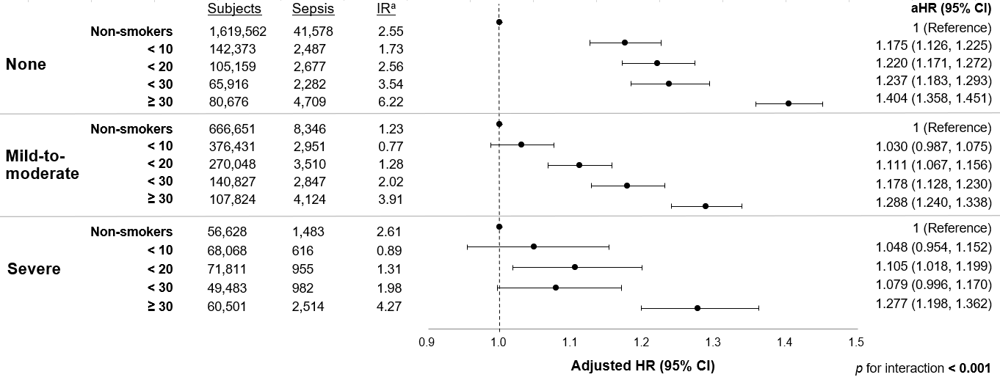 Subjects Sepsis IRᵃ aHR (95% CI)
None
Non-smokers 1,619,562 41,578 2.55 1 (Reference)
< 10 142,373 2,487 1.73 1.175 (1.126, 1.225)
< 20 105,159 2,677 2.56 1.220 (1.171, 1.272)
< 30 65,916 2,282 3.54 1.237 (1.183, 1.293)
≥ 30 80,676 4,709 6.22 1.404 (1.358, 1.451)
Mild-to-
moderate
Non-smokers 666,651 8,346 1.23 1 (Reference)
< 10 376,431 2,951 0.77 1.030 (0.987, 1.075)
< 20 270,048 3,510 1.28 1.111 (1.067, 1.156)
< 30 140,827 2,847 2.02 1.178 (1.128, 1.230)
≥ 30 107,824 4,124 3.91 1.288 (1.240, 1.338)
Severe
Non-smokers 56,628 1,483 2.61 1 (Reference)
< 10 68,068 616 0.89 1.048 (0.954, 1.152)
< 20 71,811 955 1.31 1.105 (1.018, 1.199)
< 30 49,483 982 1.98 1.079 (0.996, 1.170)
≥ 30 60,501 2,514 4.27 1.277 (1.198, 1.362)
0.9 1.0 1.1 1.2 1.3 1.4 1.5
Adjusted HR (95% CI)
p for interaction < 0.001